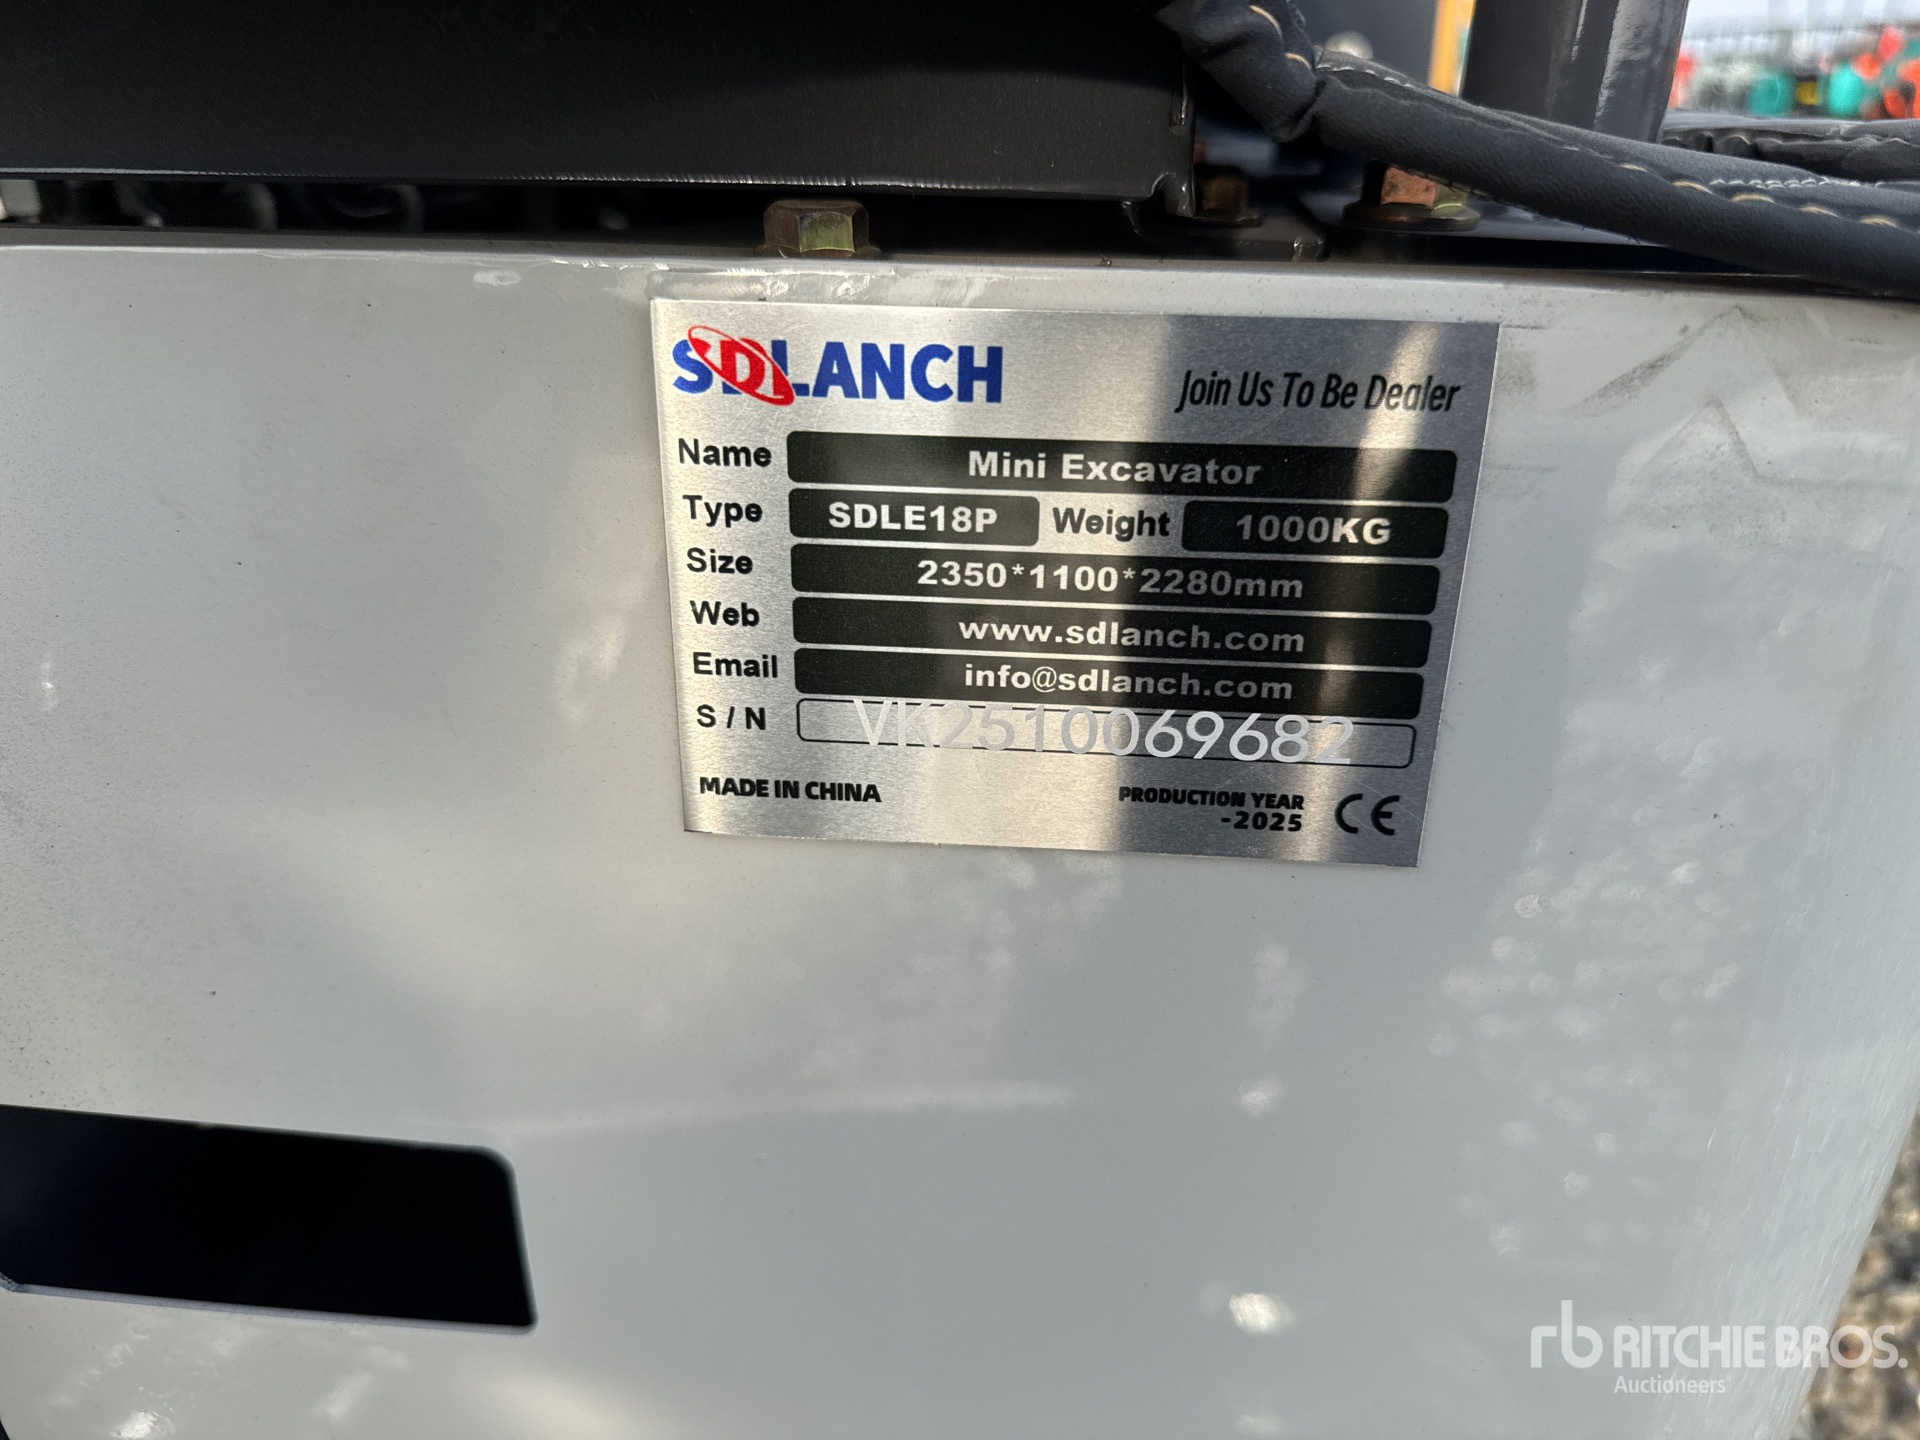 SDLANCH
Join Us To Be Dealer
Name Mini Excavator
Type SDLE18P Weight 1000KG
Size 2350*1100*2280mm
Web www.sdlanch.com
Email info@sdlanch.com
S / N VK2510069682
MADE IN CHINA
PRODUCTION YEAR
-2025
CE
rb RITCHIE BROS.
Auctioneers